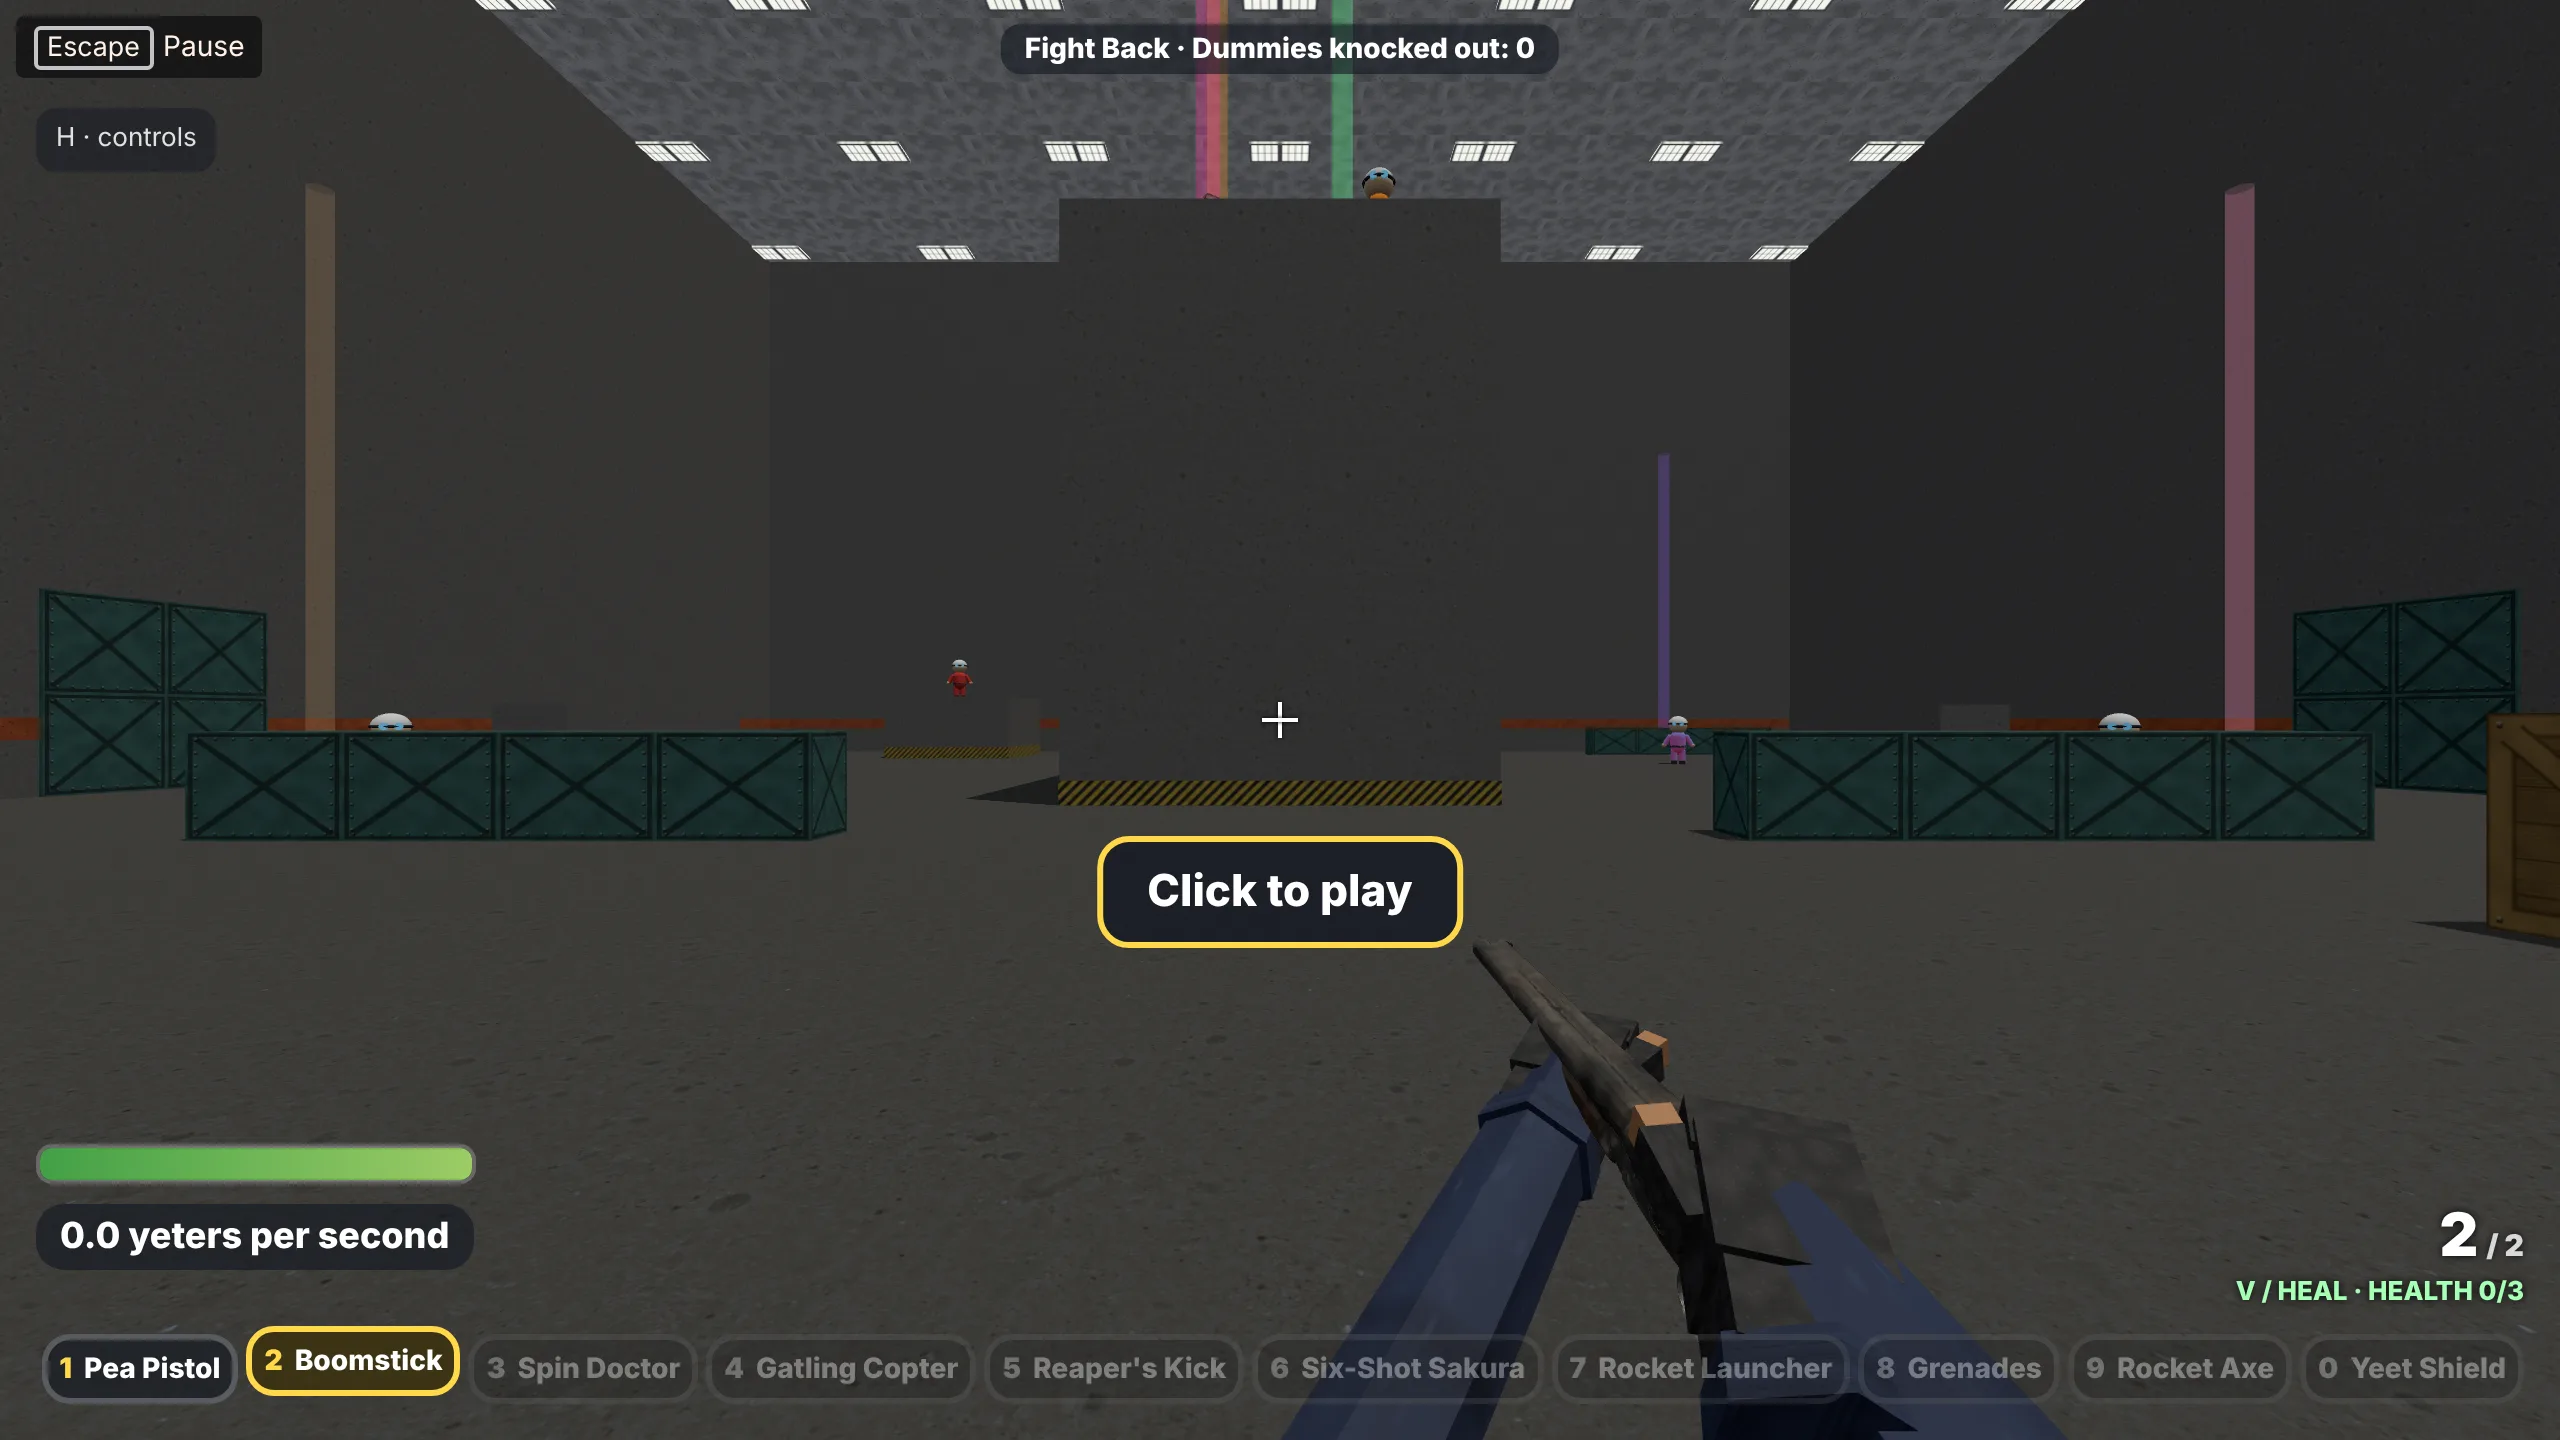 Escape Pause
Fight Back · Dummies knocked out: 0
H · controls
Click to play
0.0 yeters per second
2 / 2
V / HEAL · HEALTH 0/3
1 Pea Pistol
2 Boomstick
3 Spin Doctor
4 Gatling Copter
5 Reaper's Kick
6 Six-Shot Sakura
7 Rocket Launcher
8 Grenades
9 Rocket Axe
0 Yeet Shield